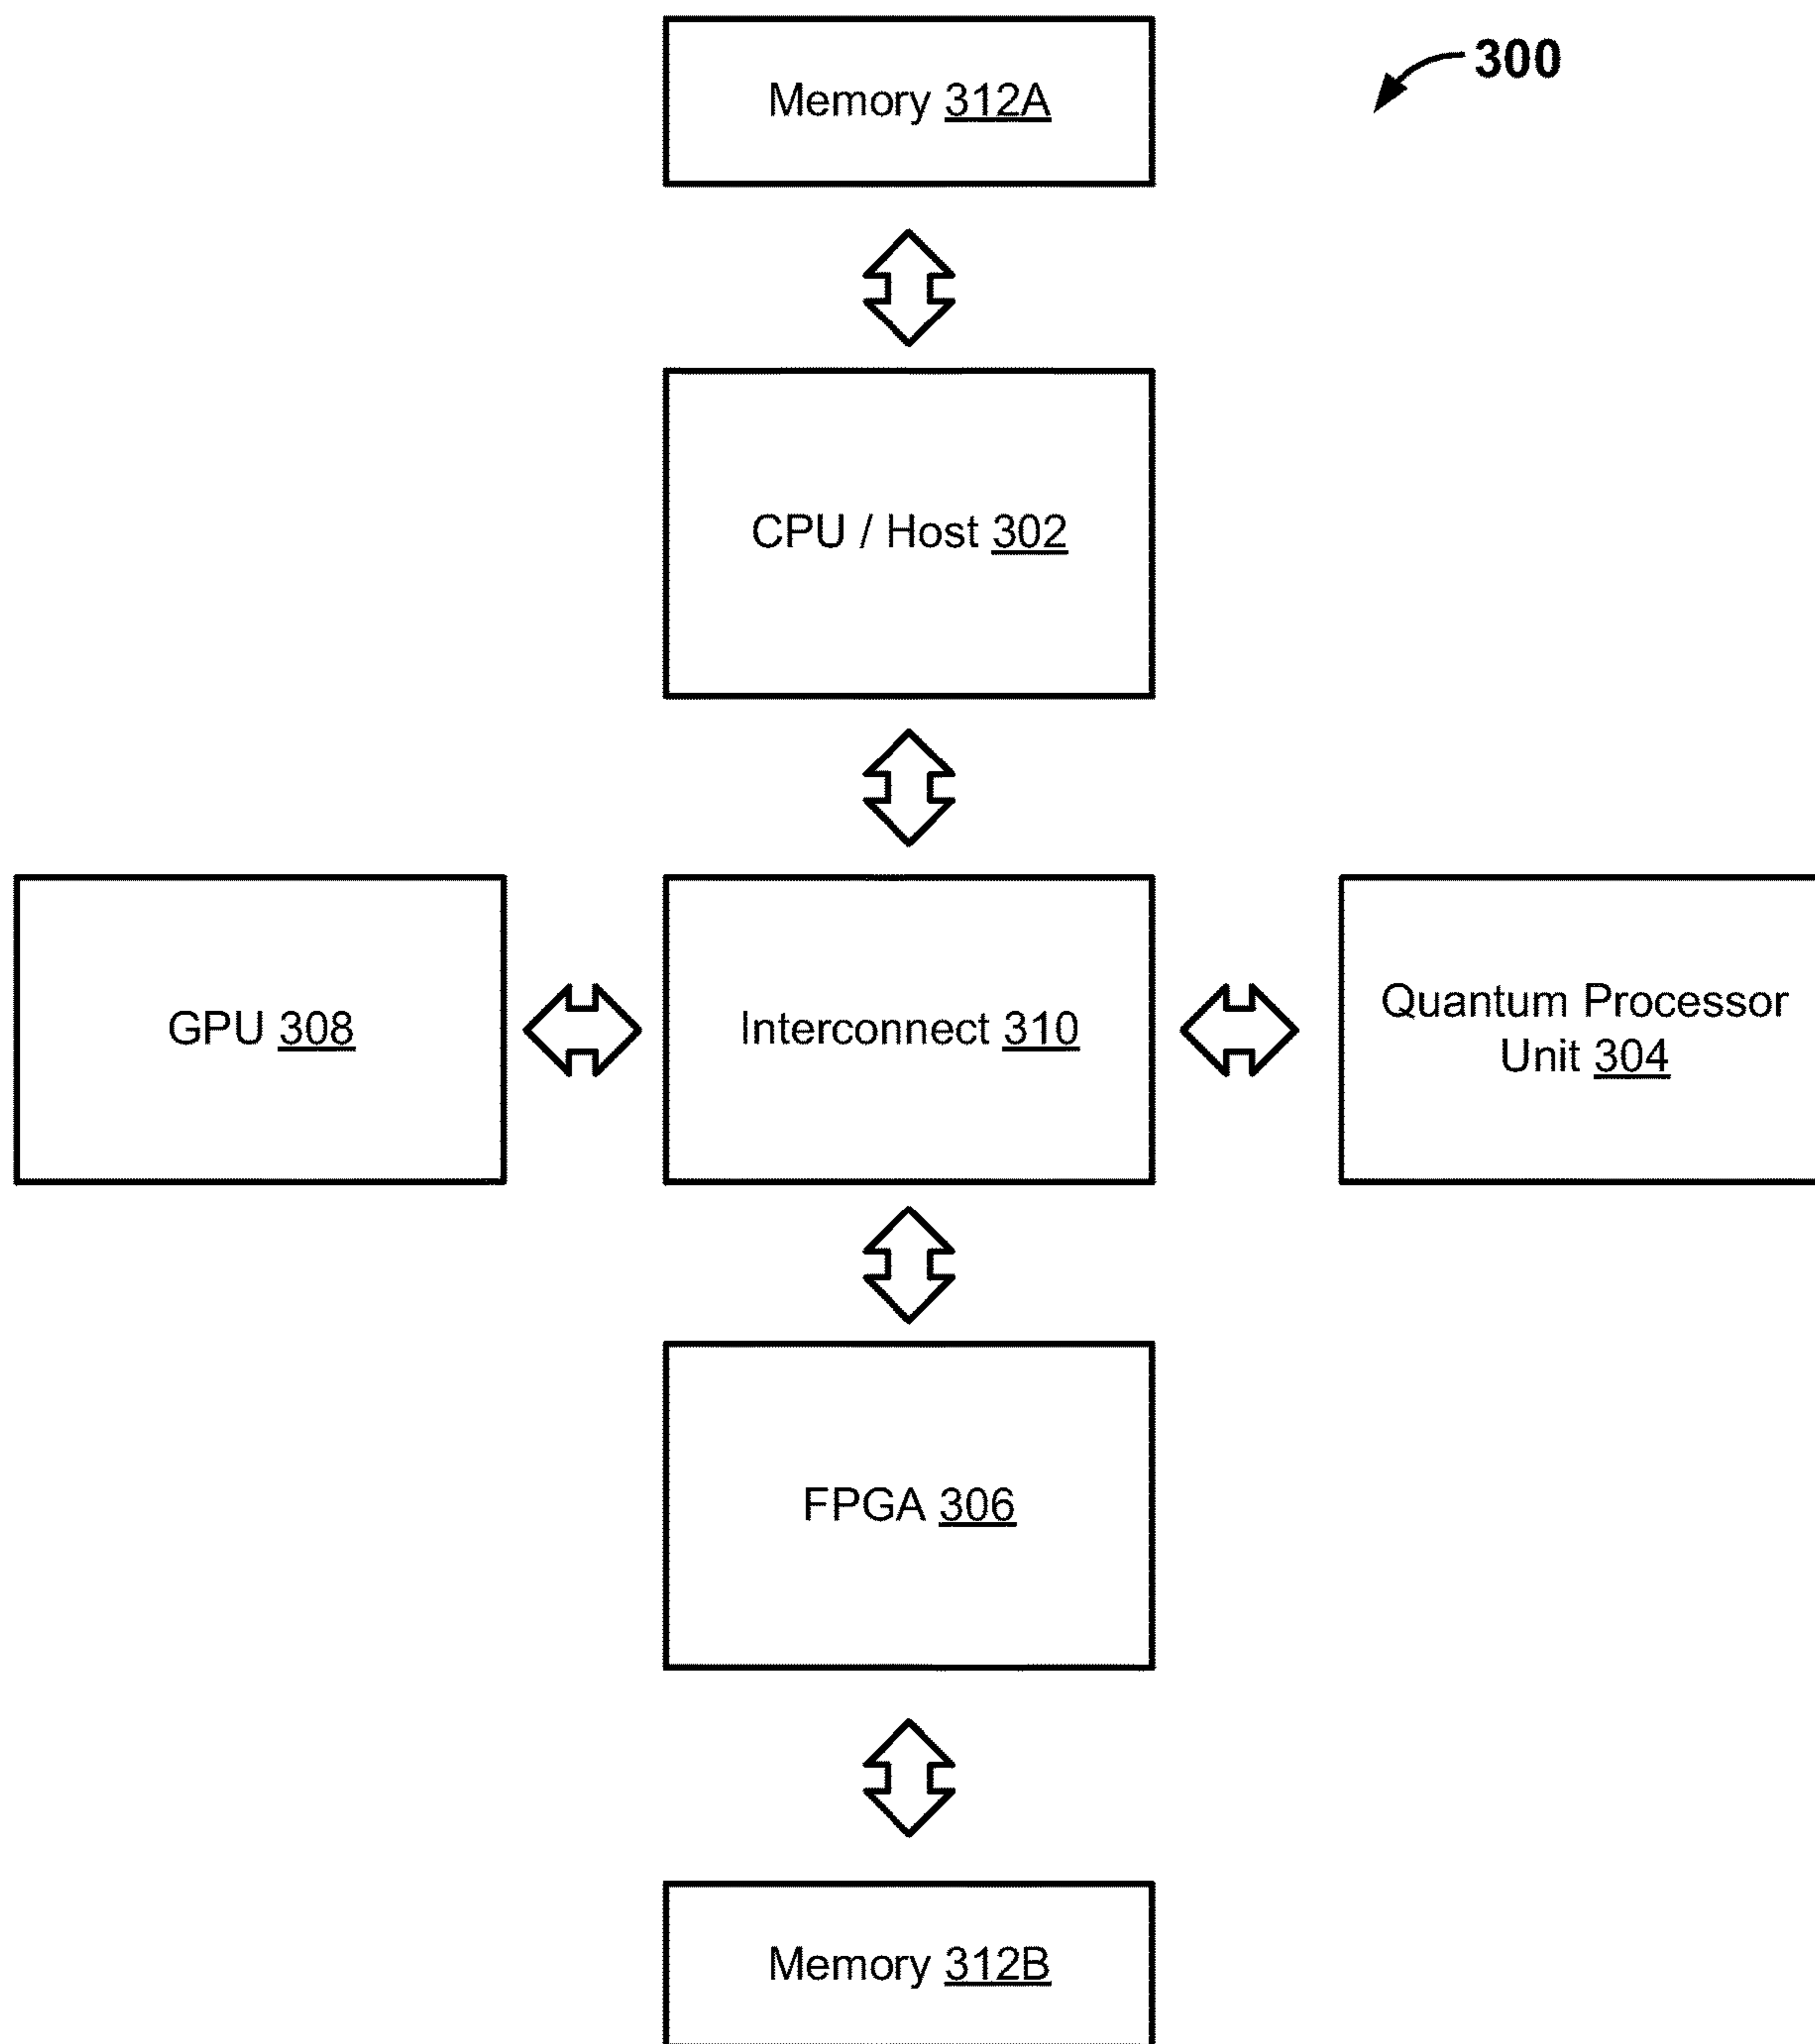 Memory 312A
300
CPU / Host 302
GPU 308
Interconnect 310
Quantum Processor
Unit 304
FPGA 306
Memory 312B